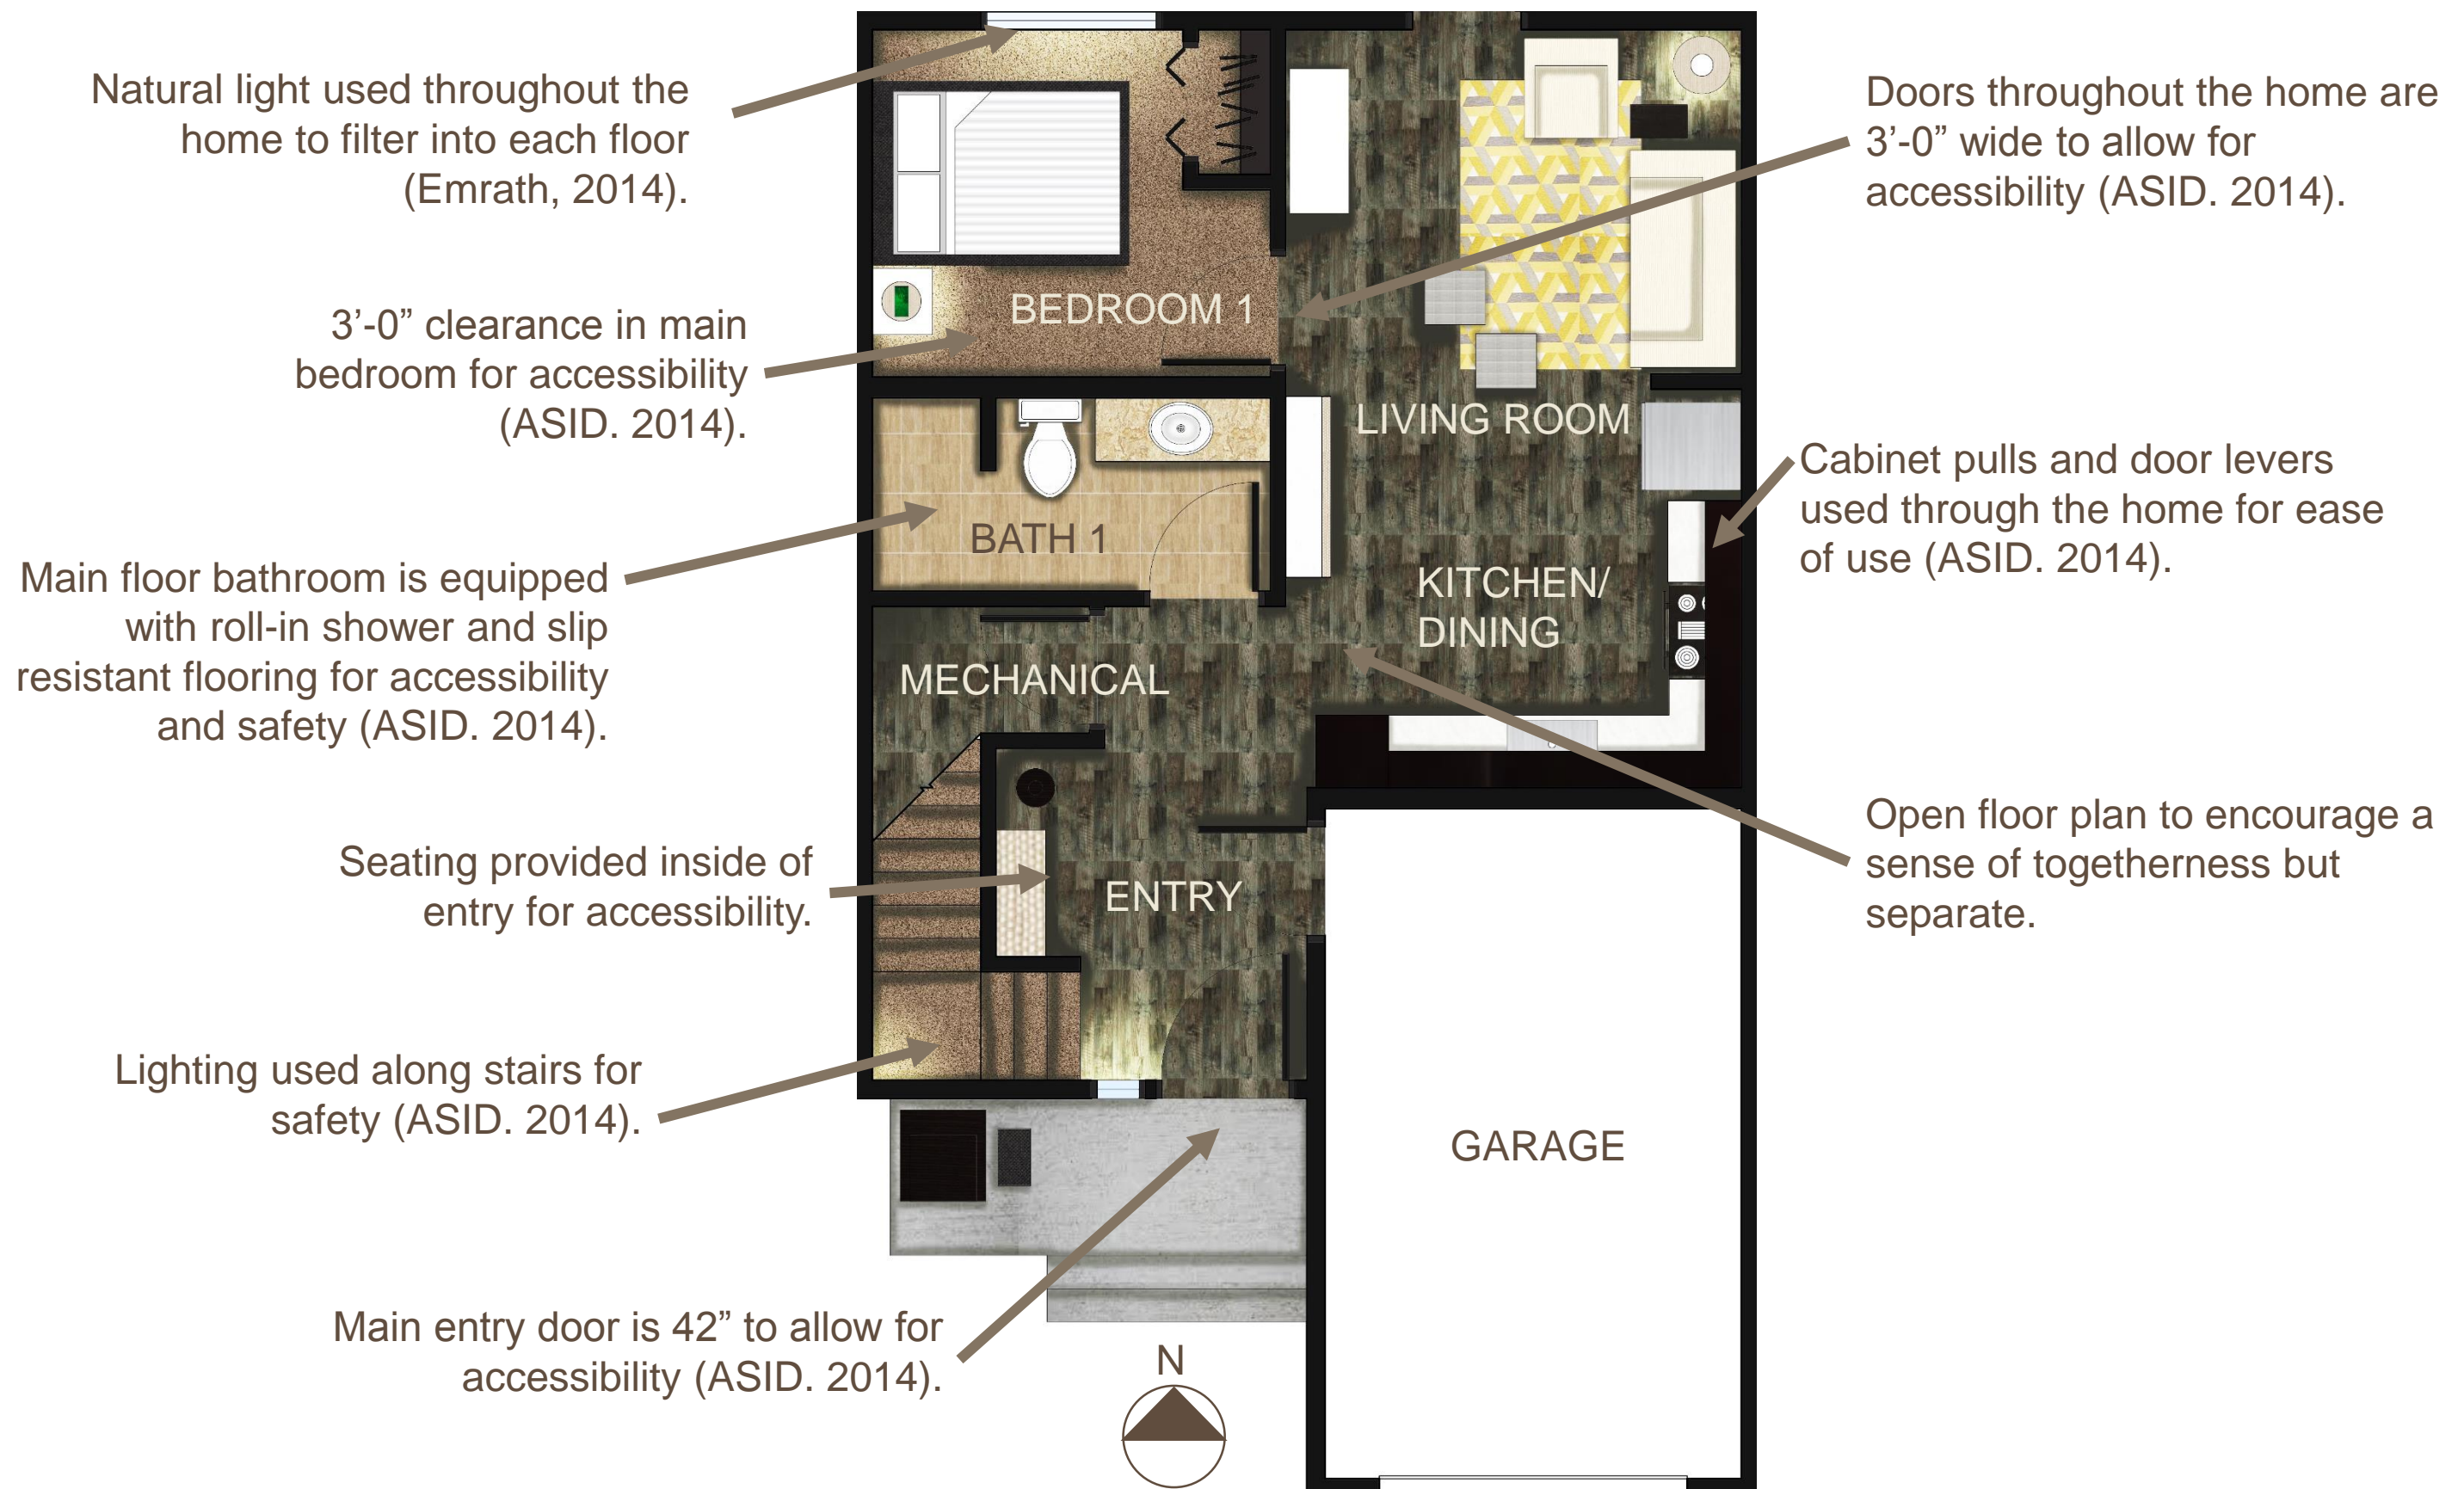 Natural light used throughout the
home to filter into each floor
(Emrath, 2014).
3’-0” clearance in main
bedroom for accessibility
(ASID. 2014).
Main floor bathroom is equipped
with roll-in shower and slip
resistant flooring for accessibility
and safety (ASID. 2014).
Seating provided inside of
entry for accessibility.
Lighting used along stairs for
safety (ASID. 2014).
Main entry door is 42” to allow for
accessibility (ASID. 2014).
BEDROOM 1
LIVING ROOM
BATH 1
KITCHEN/
DINING
MECHANICAL
ENTRY
GARAGE
N
Doors throughout the home are
3’-0” wide to allow for
accessibility (ASID. 2014).
Cabinet pulls and door levers
used through the home for ease
of use (ASID. 2014).
Open floor plan to encourage a
sense of togetherness but
separate.